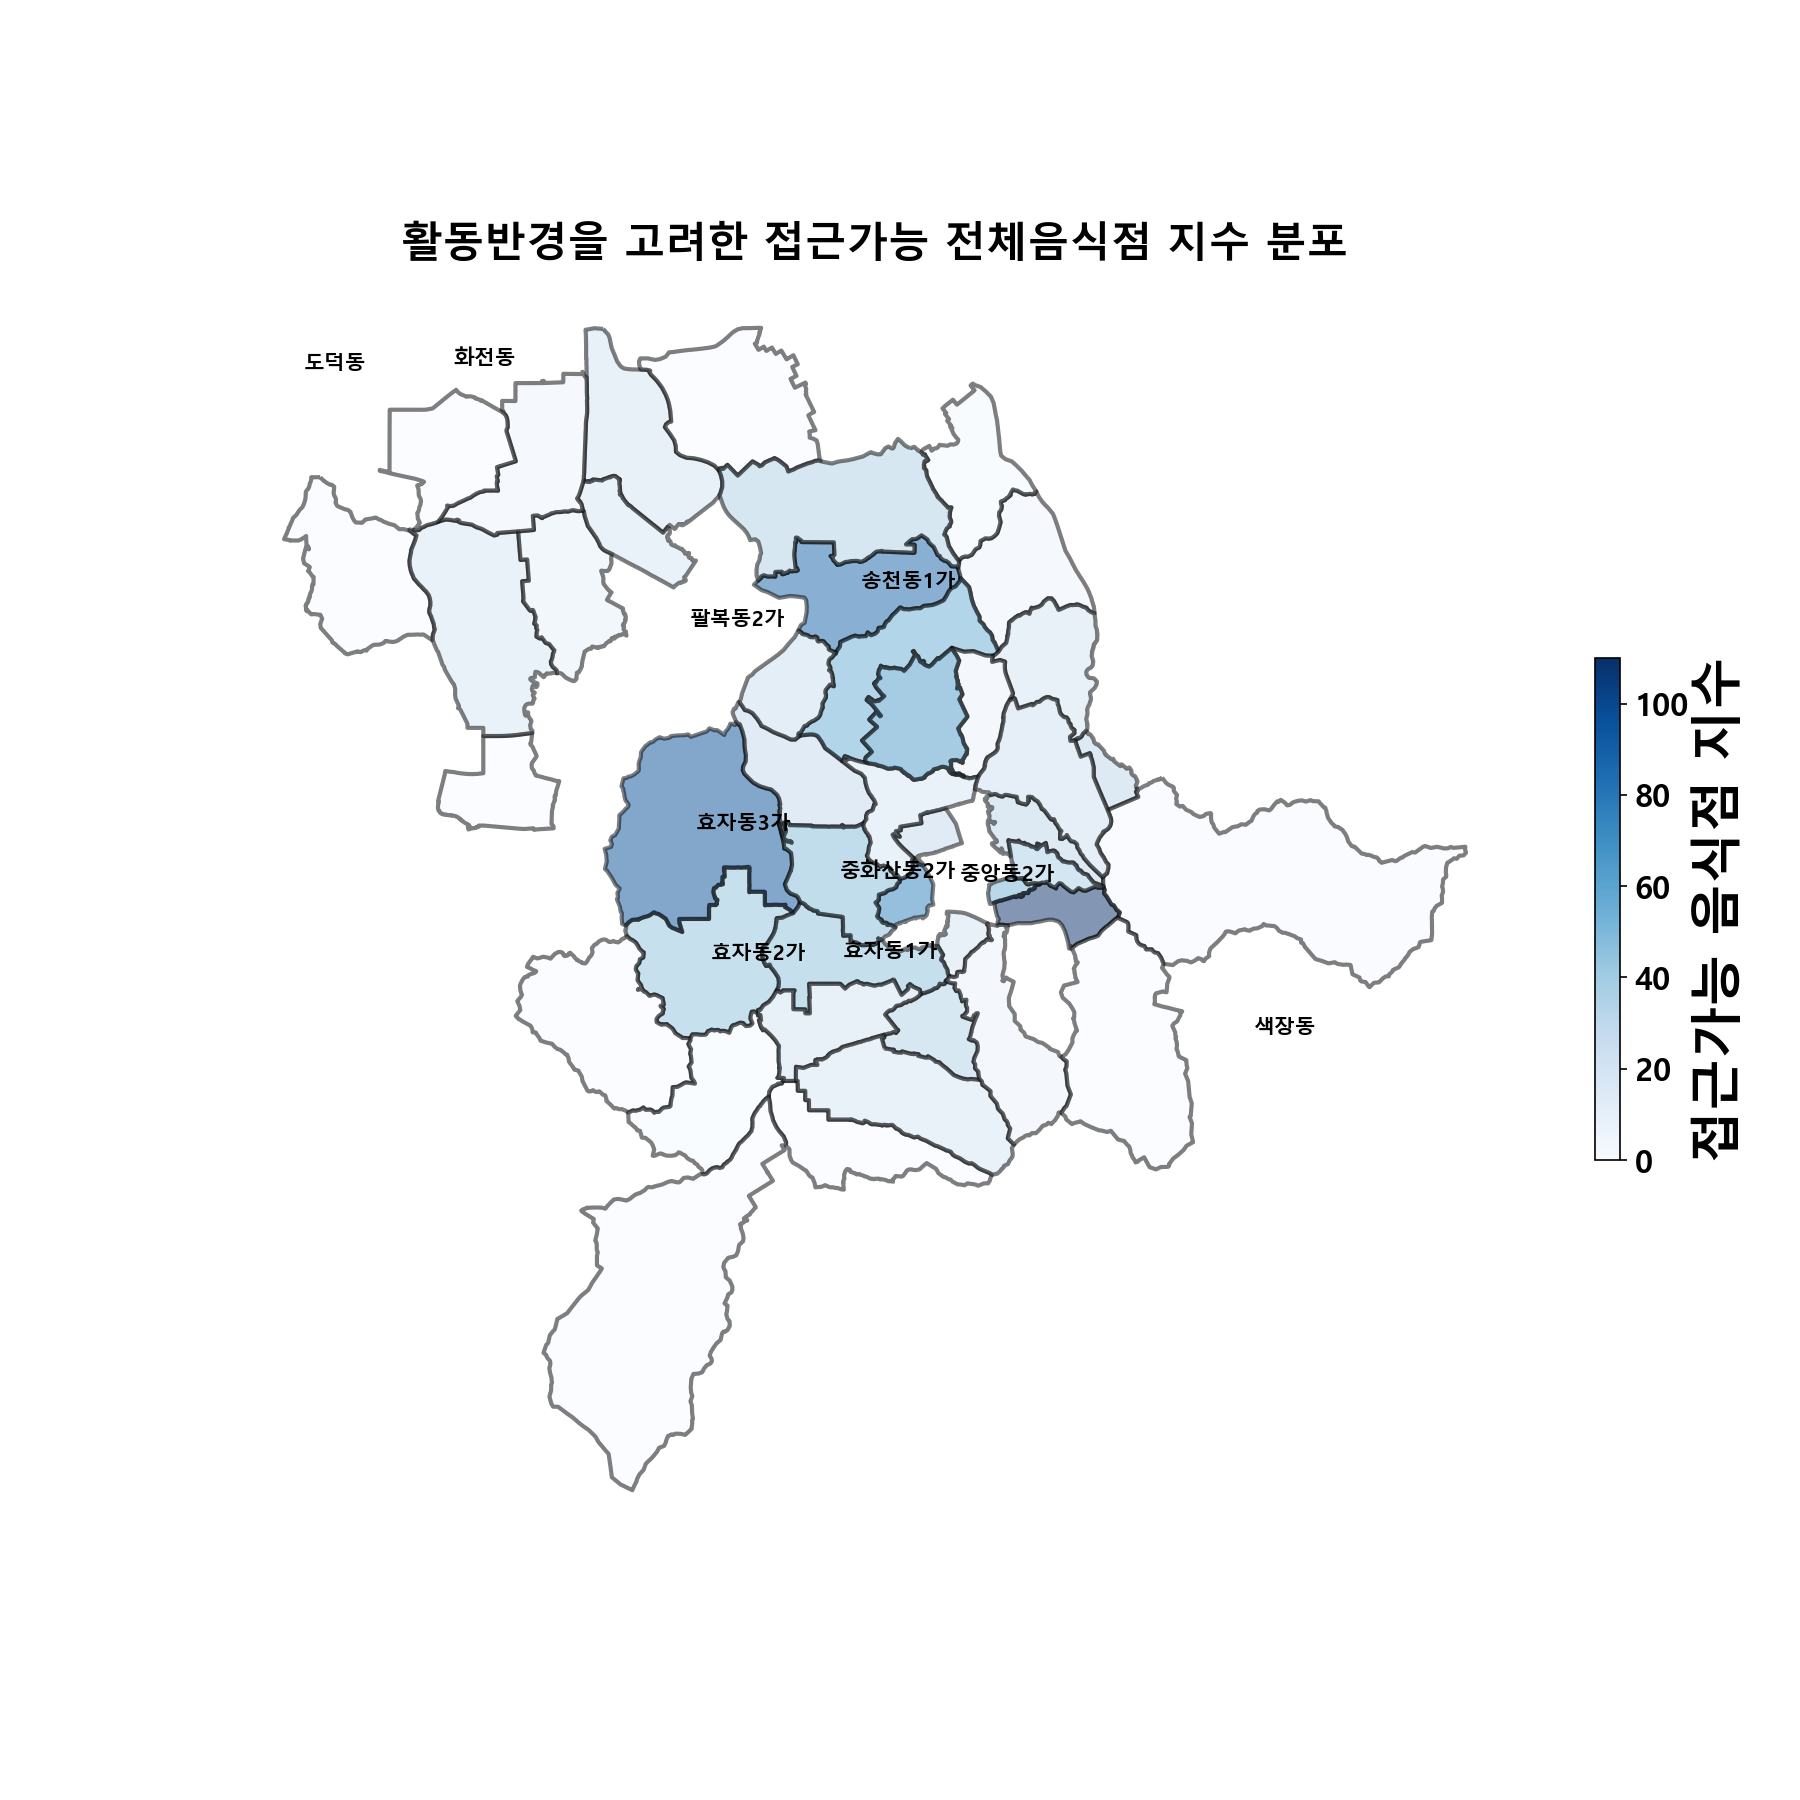 활동반경을 고려한 접근가능 전체음식점 지수 분포
도덕동
화전동
송천동1가
팔복동2가
효자동3가
중화산동2가
중앙동2가
효자동2가
효자동1가
색장동
100
80
60
40
20
0
접근가능 음식점 지수